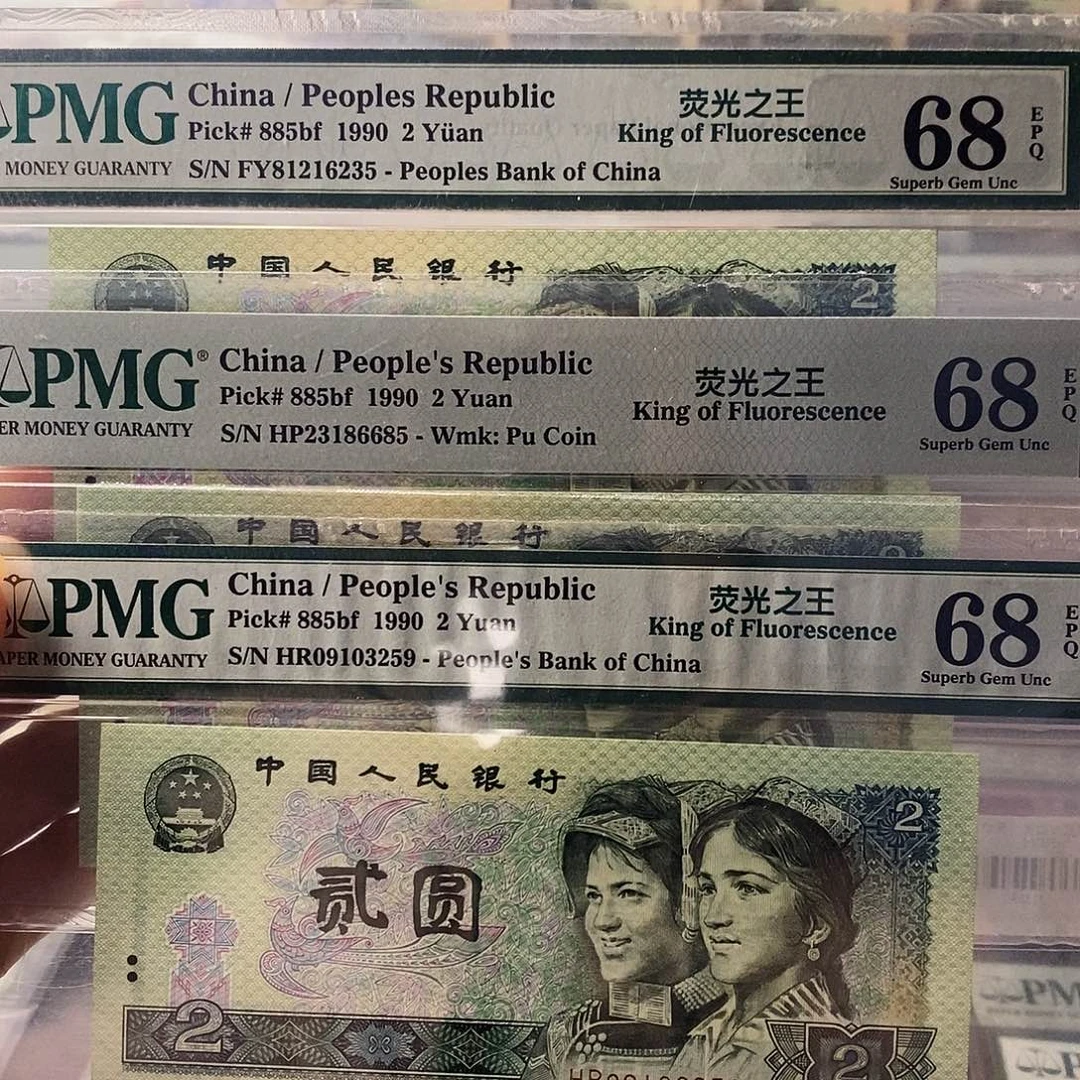 PMG
MONEY GUARANTY
China / Peoples Republic
Pick# 885bf 1990 2 Yüan
S/N FY81216235 - Peoples Bank of China
荧光之王
King of Fluorescence
68
EPQ
Superb Gem Unc
中国人民银行
2
PMG®
ER MONEY GUARANTY
China / People's Republic
Pick# 885bf 1990 2 Yuan
S/N HP23186685 - Wmk: Pu Coin
荧光之王
King of Fluorescence
68
EPQ
Superb Gem Unc
中国人民银行
2
PMG
APER MONEY GUARANTY
China / People's Republic
Pick# 885bf 1990 2 Yuan
S/N HR09103259 - People's Bank of China
荧光之王
King of Fluorescence
68
EPQ
Superb Gem Unc
中国人民银行
2
贰圆
2
2
PM